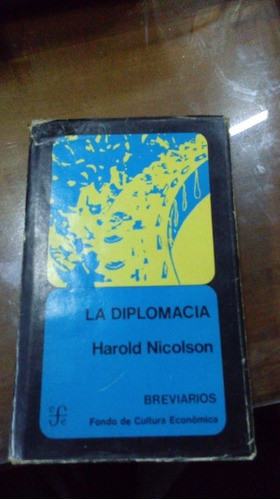 LA DIPLOMACIA
Harold Nicolson
BREVIARIOS
Fondo de Cultura Económica